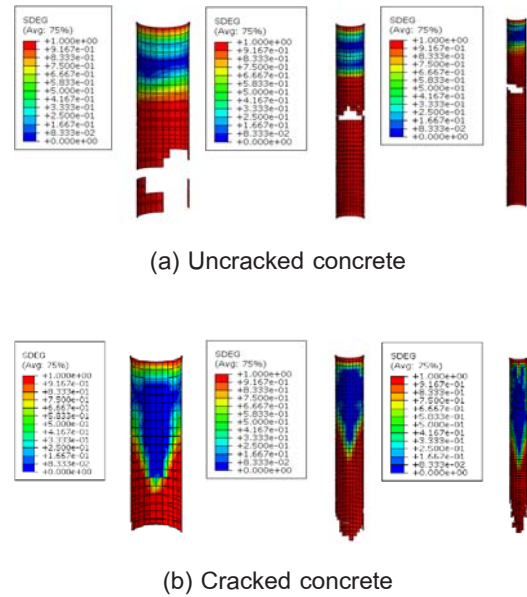 SDEG
(Avg: 75%)
+1.000e+00
+9.167e-01
+8.333e-01
+7.500e-01
+6.667e-01
+5.833e-01
+5.000e-01
+4.167e-01
+3.333e-01
+2.500e-01
+1.667e-01
+8.333e-02
+0.000e+00
SDEG
(Avg: 75%)
+1.000e+00
+9.167e-01
+8.333e-01
+7.500e-01
+6.667e-01
+5.833e-01
+5.000e-01
+4.167e-01
+3.333e-01
+2.500e-01
+1.667e-01
+8.333e-02
+0.000e+00
SDEG
(Avg: 75%)
+1.000e+00
+9.167e-01
+8.333e-01
+7.500e-01
+6.667e-01
+5.833e-01
+5.000e-01
+4.167e-01
+3.333e-01
+2.500e-01
+1.667e-01
+8.333e-02
+0.000e+00
(a) Uncracked concrete
SDEG
(Avg: 75%)
+1.000e+00
+9.167e-01
+8.333e-01
+7.500e-01
+6.667e-01
+5.833e-01
+5.000e-01
+4.167e-01
+3.333e-01
+2.500e-01
+1.667e-01
+8.333e-02
+0.000e+00
SDEG
(Avg: 75%)
+1.000e+00
+9.167e-01
+8.333e-01
+7.500e-01
+6.667e-01
+5.833e-01
+5.000e-01
+4.167e-01
+3.333e-01
+2.500e-01
+1.667e-01
+8.333e-02
+0.000e+00
SDEG
(Avg: 75%)
+1.000e+00
+9.167e-01
+8.333e-01
+7.500e-01
+6.667e-01
+5.833e-01
+5.000e-01
+4.167e-01
+3.333e-01
+2.500e-01
+1.667e-01
+8.333e-02
+0.000e+00
(b) Cracked concrete